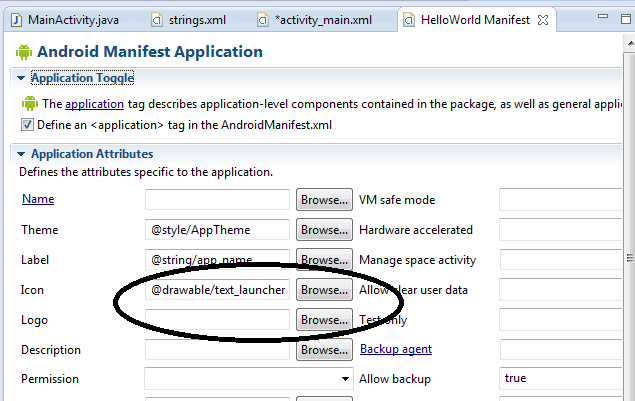 MainActivity.java strings.xml *activity_main.xml HelloWorld Manifest
Android Manifest Application
Application Toggle
The application tag describes application-level components contained in the package, as well as general
Define an <application> tag in the AndroidManifest.xml
Application Attributes
Defines the attributes specific to the application.
Name Browse... VM safe mode
Theme @style/AppTheme Browse... Hardware accelerated
Label @string/app_name Browse... Manage space activity
Icon @drawable/text_launcher Browse... Allow clear user data
Logo Browse... Test only
Description Browse... Backup agent
Permission Allow backup true